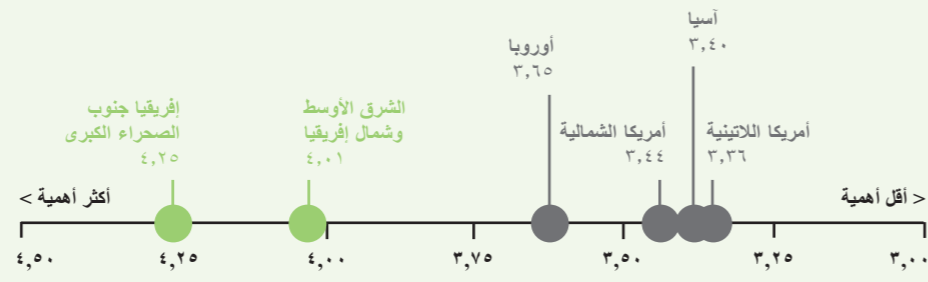 آسيا
٣,٤٠
أوروبا
٣,٦٥
الشرق الأوسط
وشمال إفريقيا
٤,٠١
إفريقيا جنوب
الصحراء الكبرى
٤,٢٥
أمريكا اللاتينية
٣,٣٦
أمريكا الشمالية
٣,٤٤
< أقل أهمية
أكثر أهمية >
٣,٠٠
٣,٢٥
٣,٥٠
٣,٧٥
٤,٠٠
٤,٢٥
٤,٥٠